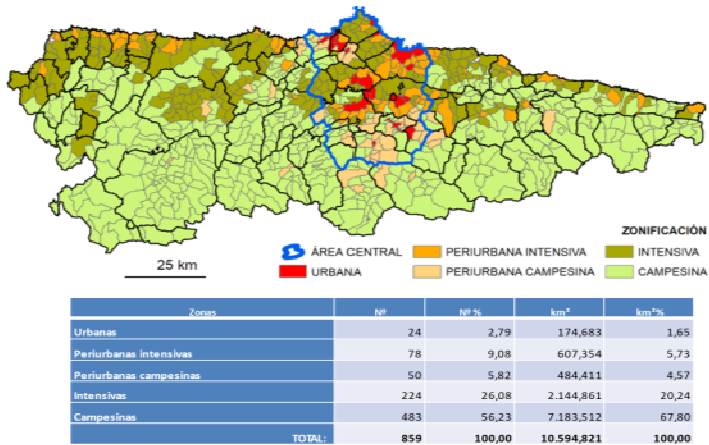 ZONIFICACIÓN
ÁREA CENTRAL PERIURBANA INTENSIVA INTENSIVA
25 km URBANA PERIURBANA CAMPESINA CAMPESINA
Zonas Nº Nº % km² km²%
Urbanas 24 2,79 174,683 1,65
Periurbanas intensivas 78 9,08 607,354 5,73
Periurbanas campesinas 50 5,82 484,411 4,57
Intensivas 224 26,08 2.144,861 20,24
Campesinas 483 56,23 7.183,512 67,80
TOTAL: 859 100,00 10.594,821 100,00